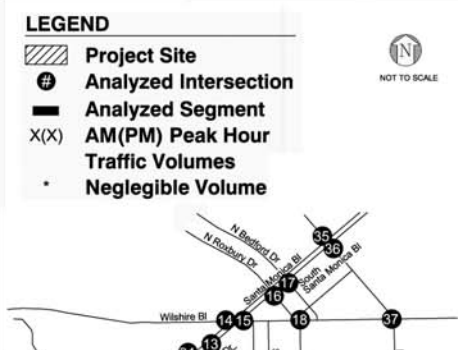 LEGEND
Project Site
# Analyzed Intersection
Analyzed Segment
X(X) AM(PM) Peak Hour
Traffic Volumes
* Neglegible Volume
N
NOT TO SCALE
N Bedford Dr
N Roxbury Dr
35
36
Santa Monica Bl
South
Santa Monica Bl
17
16
Wilshire Bl
14
15
18
37
13